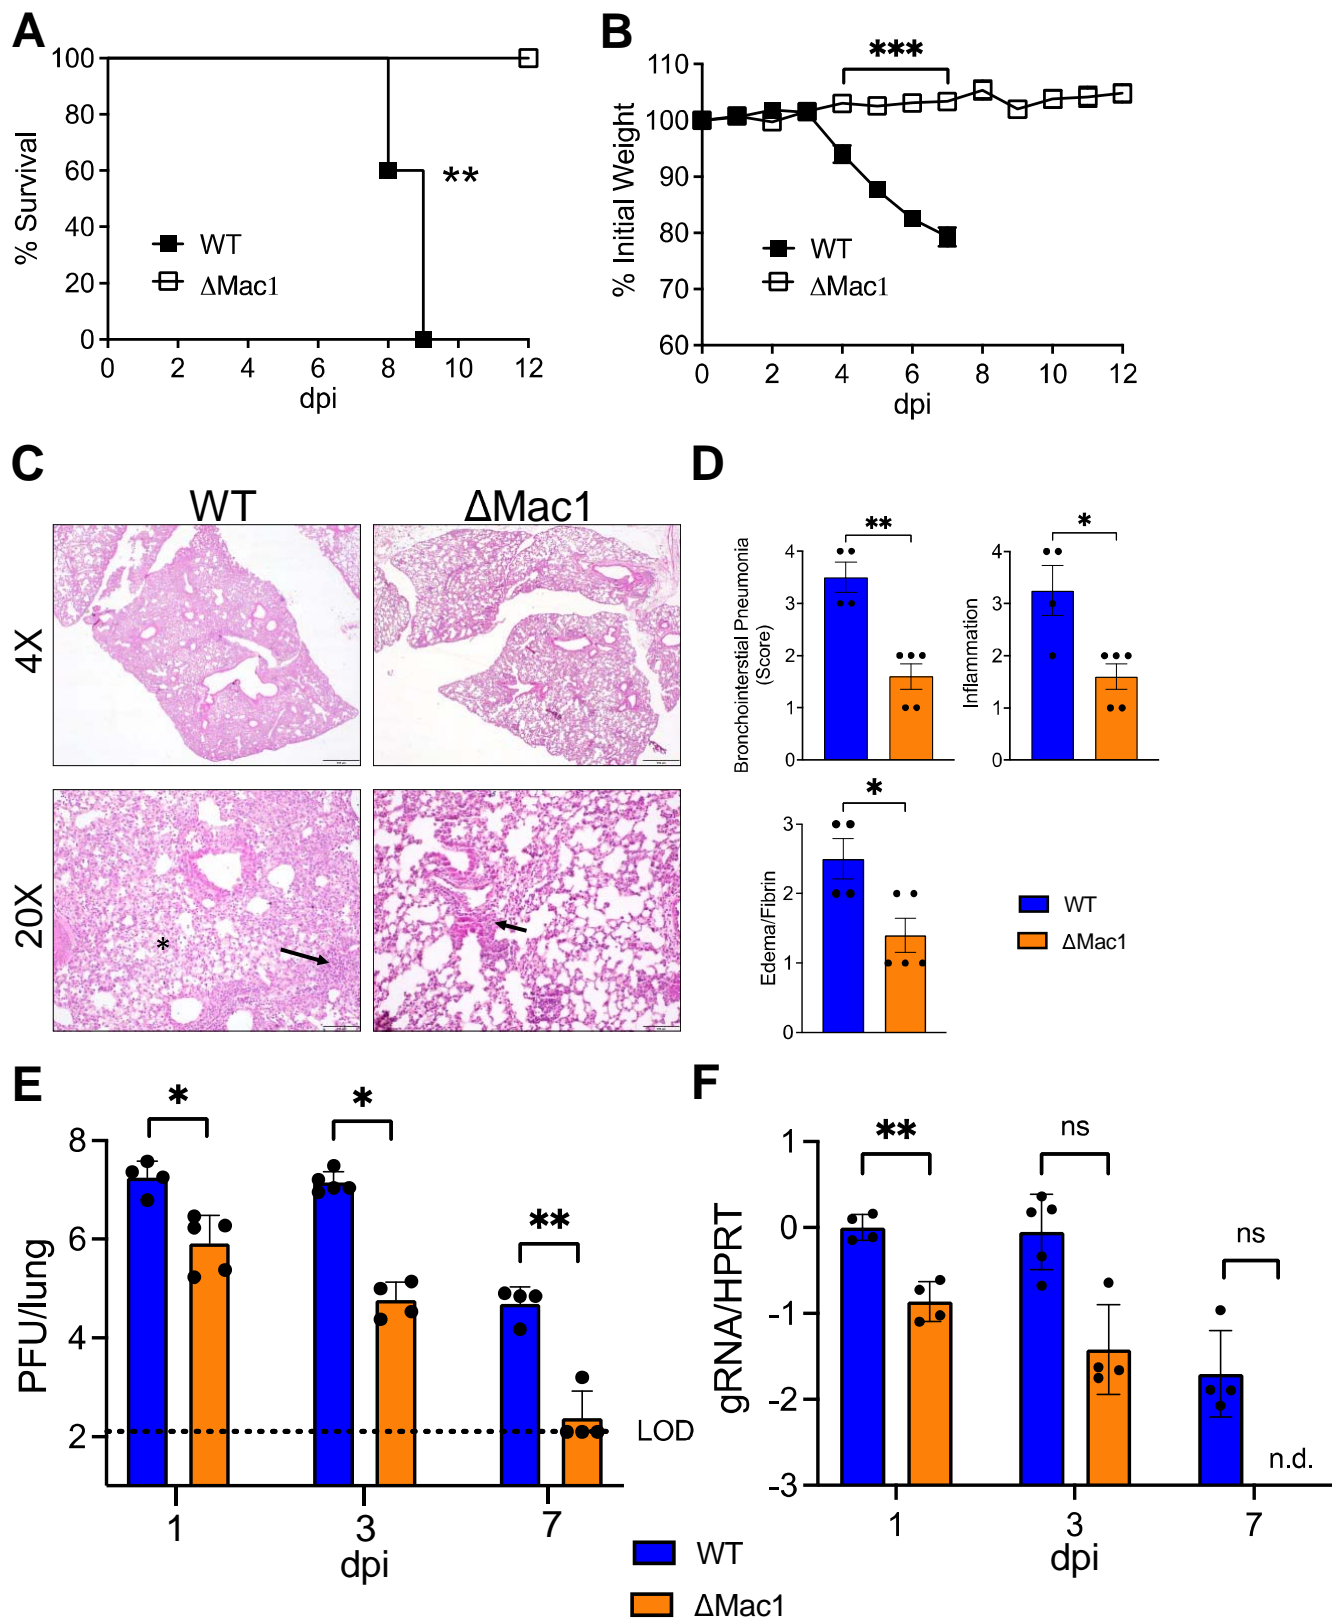 A
100
80
60
40
20
0
% Survival
**
WT
ΔMac1
0 2 4 6 8 10 12
dpi
B
110
100
90
80
70
60
% Initial Weight
***
WT
ΔMac1
0 2 4 6 8 10 12
dpi
C
WT ΔMac1
4X
20X
*
D
**
4
3
2
1
0
Bronchointerstial Pneumonia
(Score)
*
4
3
2
1
0
Inflammation
*
3
2
1
0
Edema/Fibrin
WT
ΔMac1
E
* * **
8
6
4
2
PFU/lung
LOD
1 3 7
dpi
F
** ns ns
1
0
-1
-2
-3
gRNA/HPRT
n.d.
1 3 7
dpi
WT
ΔMac1